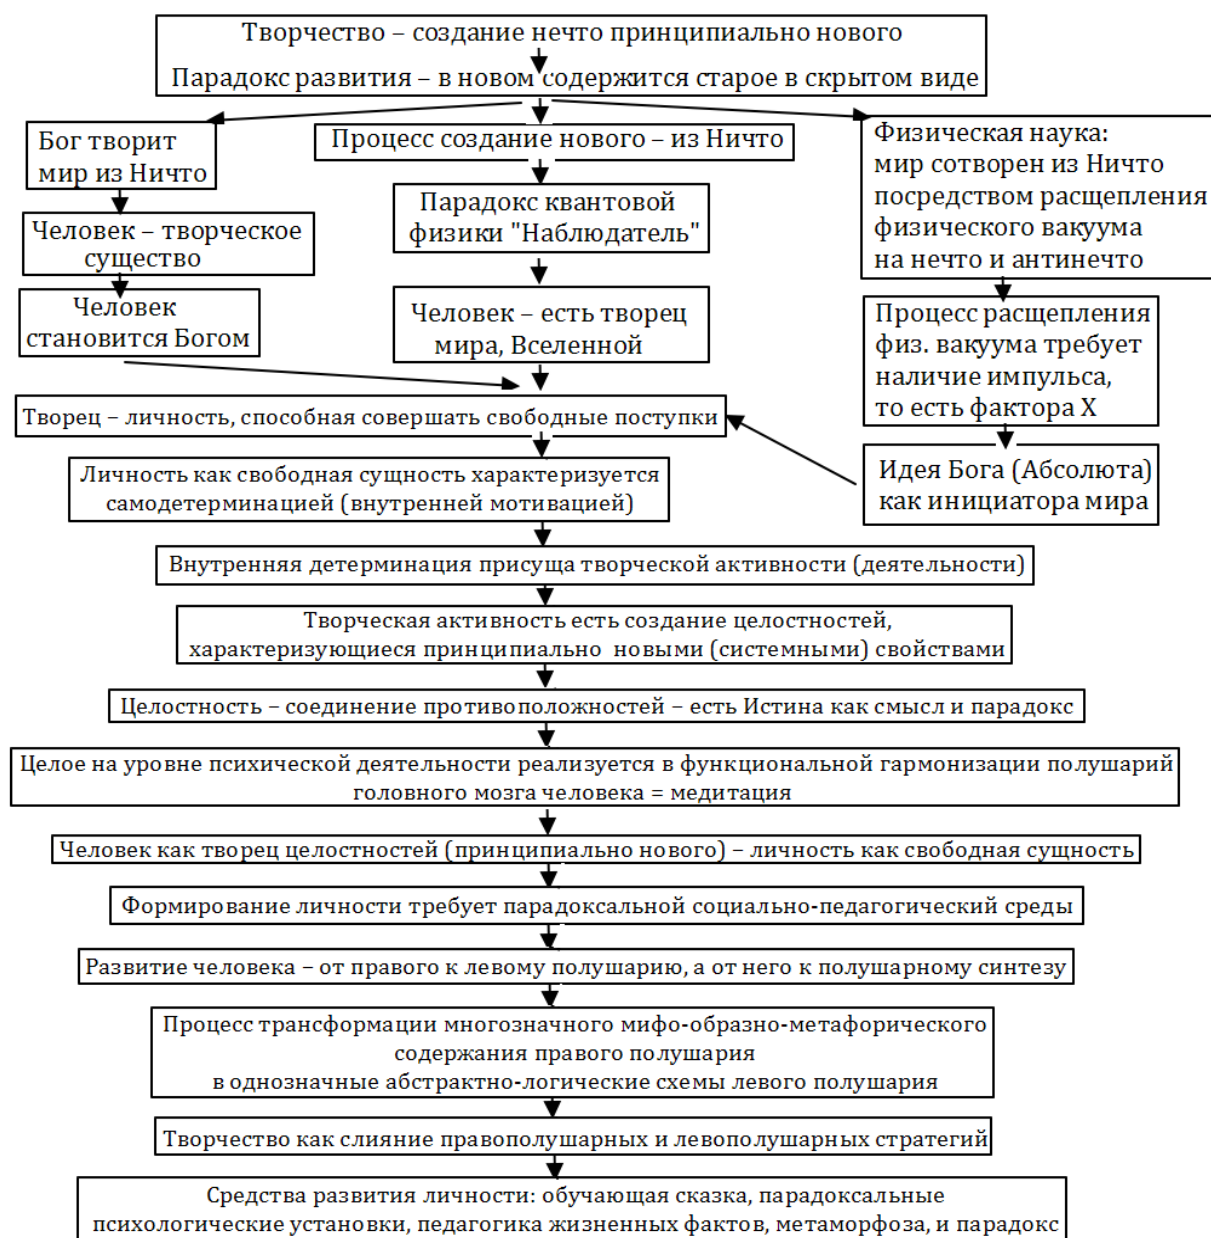 Творчество – создание нечто принципиально нового
Парадокс развития – в новом содержится старое в скрытом виде
Бог творит
мир из Ничто
Процесс создание нового – из Ничто
Физическая наука:
мир сотворен из Ничто
посредством расщепления
физического вакуума
на нечто и антинечто
Человек – творческое
существо
Парадокс квантовой
физики "Наблюдатель"
Человек
становится Богом
Человек – есть творец
мира, Вселенной
Процесс расщепления
физ. вакуума требует
наличие импульса,
то есть фактора X
Творец – личность, способная совершать свободные поступки
Идея Бога (Абсолюта)
как инициатора мира
Личность как свободная сущность характеризуется
самодетерминацией (внутренней мотивацией)
Внутренняя детерминация присуща творческой активности (деятельности)
Творческая активность есть создание целостностей,
характеризующиеся принципиально новыми (системными) свойствами
Целостность – соединение противоположностей – есть Истина как смысл и парадокс
Целое на уровне психической деятельности реализуется в функциональной гармонизации полушарий
головного мозга человека = медитация
Человек как творец целостностей (принципиально нового) – личность как свободная сущность
Формирование личности требует парадоксальной социально-педагогический среды
Развитие человека – от правого к левому полушарию, а от него к полушарному синтезу
Процесс трансформации многозначного мифо-образно-метафорического
содержания правого полушария
в однозначные абстрактно-логические схемы левого полушария
Творчество как слияние правополушарных и левополушарных стратегий
Средства развития личности: обучающая сказка, парадоксальные
психологические установки, педагогика жизненных фактов, метаморфоза, и парадокс